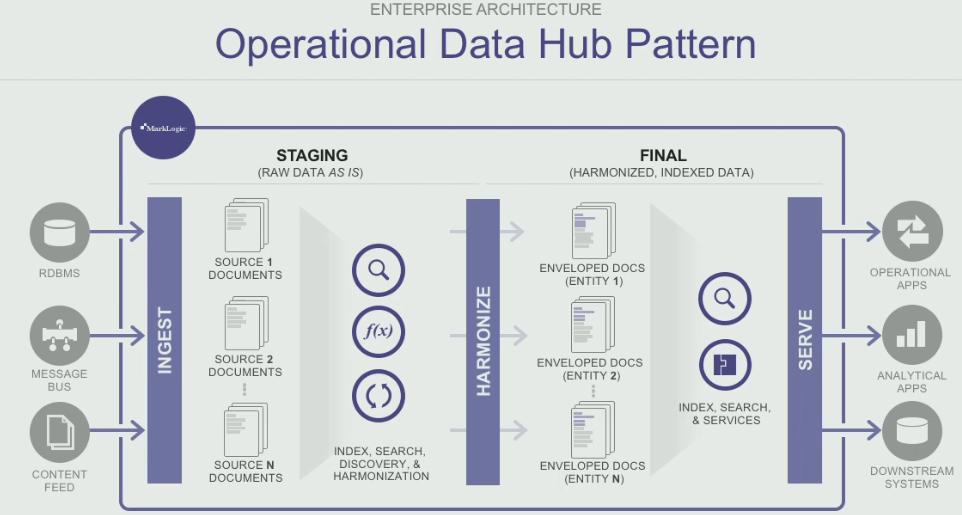 ENTERPRISE ARCHITECTURE
Operational Data Hub Pattern
MarkLogic
STAGING
(RAW DATA AS IS)
FINAL
(HARMONIZED, INDEXED DATA)
RDBMS
MESSAGE
BUS
CONTENT
FEED
INGEST
SOURCE 1
DOCUMENTS
SOURCE 2
DOCUMENTS
SOURCE N
DOCUMENTS
f(x)
INDEX, SEARCH,
DISCOVERY, &
HARMONIZATION
HARMONIZE
ENVELOPED DOCS
(ENTITY 1)
ENVELOPED DOCS
(ENTITY 2)
ENVELOPED DOCS
(ENTITY N)
INDEX, SEARCH,
& SERVICES
SERVE
OPERATIONAL
APPS
ANALYTICAL
APPS
DOWNSTREAM
SYSTEMS